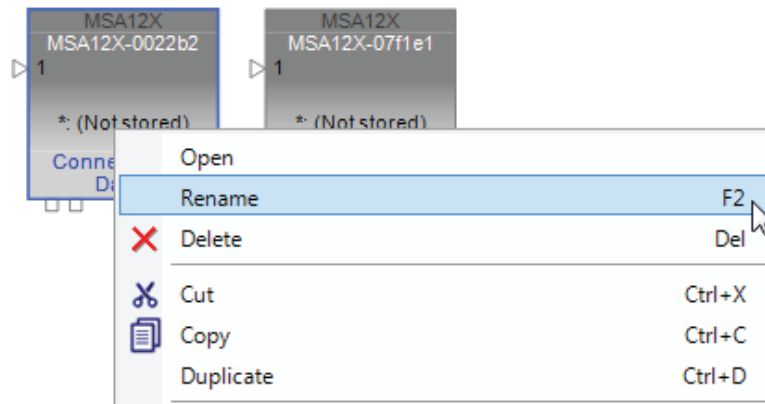 MSA12X
MSA12X-0022b2
1
*: (Not stored)
Conne
MSA12X
MSA12X-07f1e1
1
*: (Not stored)
Open
Rename F2
Delete Del
Cut Ctrl+X
Copy Ctrl+C
Duplicate Ctrl+D